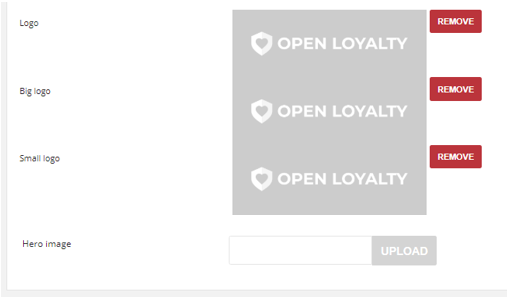 Logo
OPEN LOYALTY
REMOVE
Big logo
OPEN LOYALTY
REMOVE
Small logo
OPEN LOYALTY
REMOVE
Hero image
UPLOAD